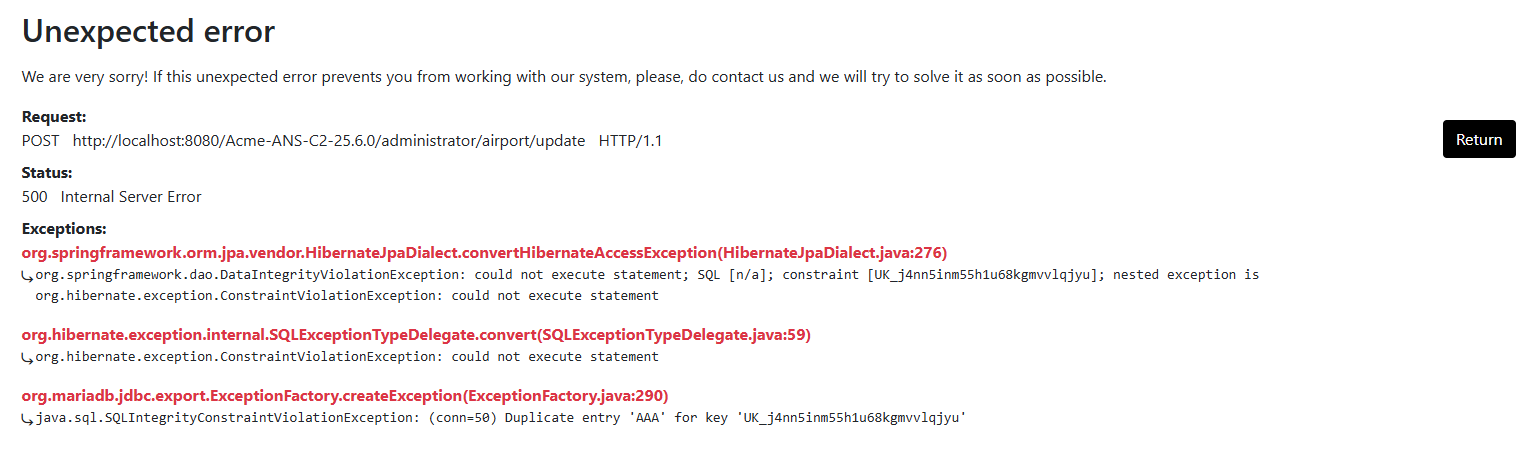 Unexpected error
We are very sorry! If this unexpected error prevents you from working with our system, please, do contact us and we will try to solve it as soon as possible.
Request:
POST http://localhost:8080/Acme-ANS-C2-25.6.0/administrator/airport/update HTTP/1.1
Return
Status:
500 Internal Server Error
Exceptions:
org.springframework.orm.jpa.vendor.HibernateJpaDialect.convertHibernateAccessException(HibernateJpaDialect.java:276)
org.springframework.dao.DataIntegrityViolationException: could not execute statement; SQL [n/a]; constraint [UK_j4nn5inm55h1u68kgmvvlqjyu]; nested exception is
org.hibernate.exception.ConstraintViolationException: could not execute statement
org.hibernate.exception.internal.SQLExceptionTypeDelegate.convert(SQLExceptionTypeDelegate.java:59)
org.hibernate.exception.ConstraintViolationException: could not execute statement
org.mariadb.jdbc.export.ExceptionFactory.createException(ExceptionFactory.java:290)
java.sql.SQLIntegrityConstraintViolationException: (conn=50) Duplicate entry 'AAA' for key 'UK_j4nn5inm55h1u68kgmvvlqjyu'